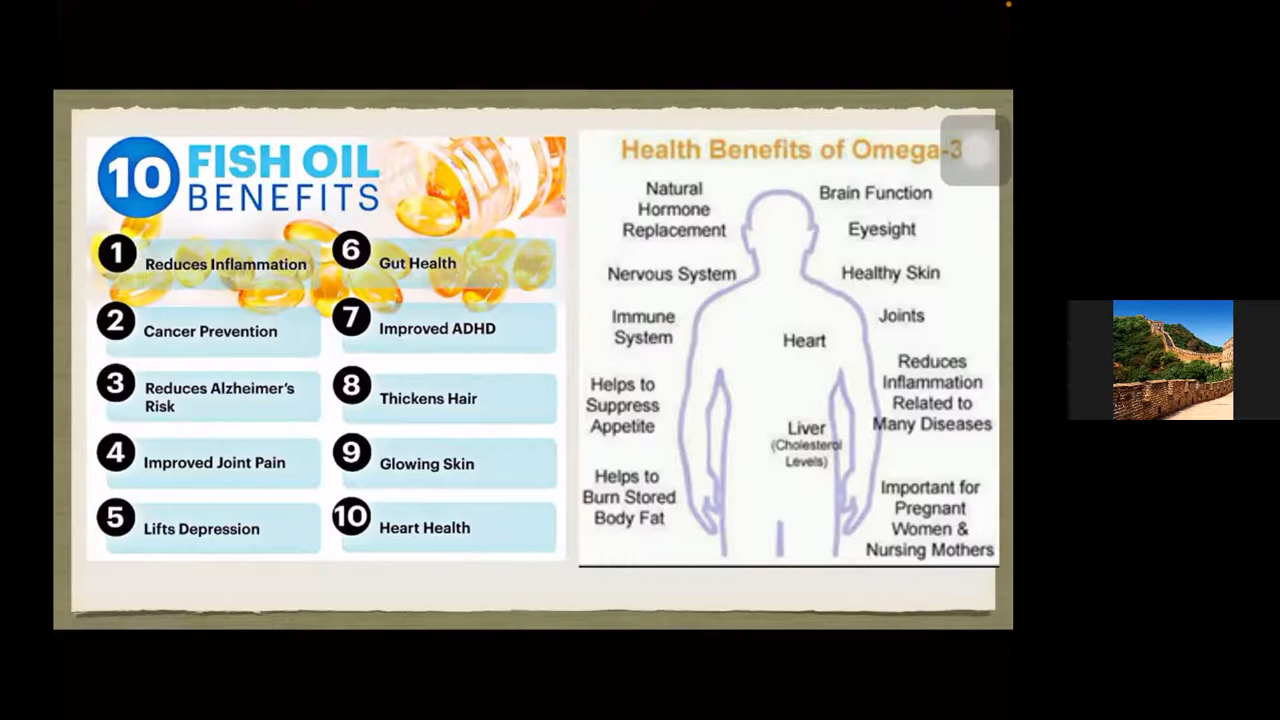 10 FISH OIL
BENEFITS
1 Reduces Inflammation
2 Cancer Prevention
3 Reduces Alzheimer's
Risk
4 Improved Joint Pain
5 Lifts Depression
6 Gut Health
7 Improved ADHD
8 Thickens Hair
9 Glowing Skin
10 Heart Health
Health Benefits of Omega-3
Natural
Hormone
Replacement
Nervous System
Immune
System
Helps to
Suppress
Appetite
Helps to
Burn Stored
Body Fat
Heart
Liver
(Cholesterol
Levels)
Brain Function
Eyesight
Healthy Skin
Joints
Reduces
Inflammation
Related to
Many Diseases
Important for
Pregnant
Women &
Nursing Mothers